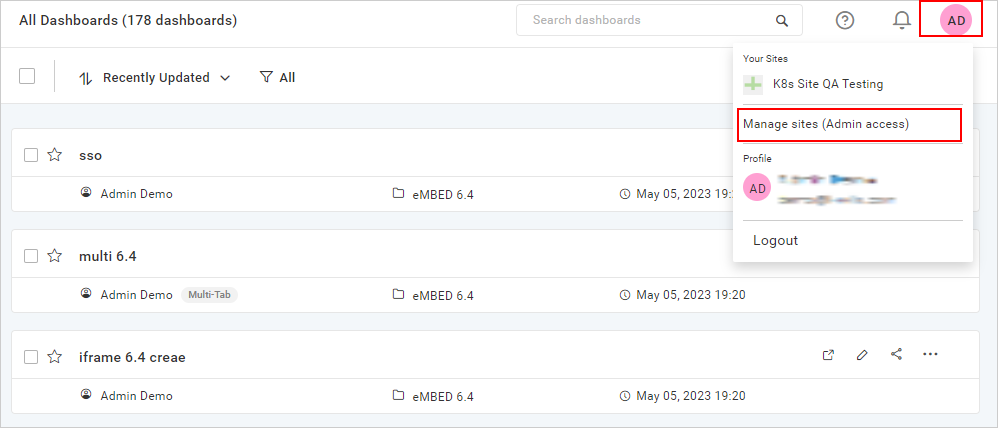 All Dashboards (178 dashboards)
Search dashboards
AD
Recently Updated
All
Your Sites
K8s Site QA Testing
Manage sites (Admin access)
Profile
AD
Logout
sso
Admin Demo
eMBED 6.4
May 05, 2023 19:
multi 6.4
Admin Demo
Multi-Tab
eMBED 6.4
May 05, 2023 19:20
iframe 6.4 creae
Admin Demo
eMBED 6.4
May 05, 2023 19:20